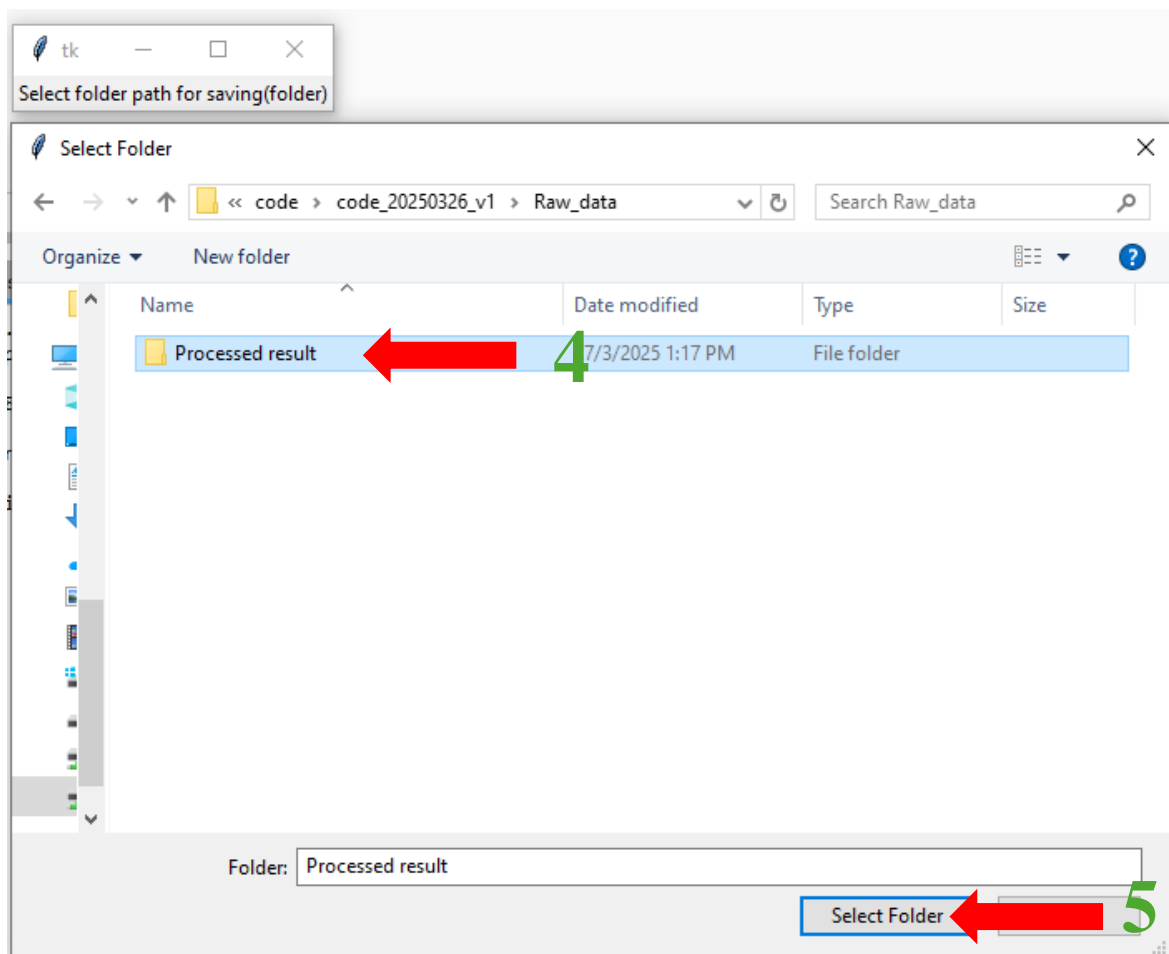 tk
Select folder path for saving(folder)
Select Folder
« code › code_20250326_v1 › Raw_data
Search Raw_data
Organize
New folder
?
Name Date modified Type Size
Processed result 4 7/3/2025 1:17 PM File folder
Folder: Processed result
Select Folder 5